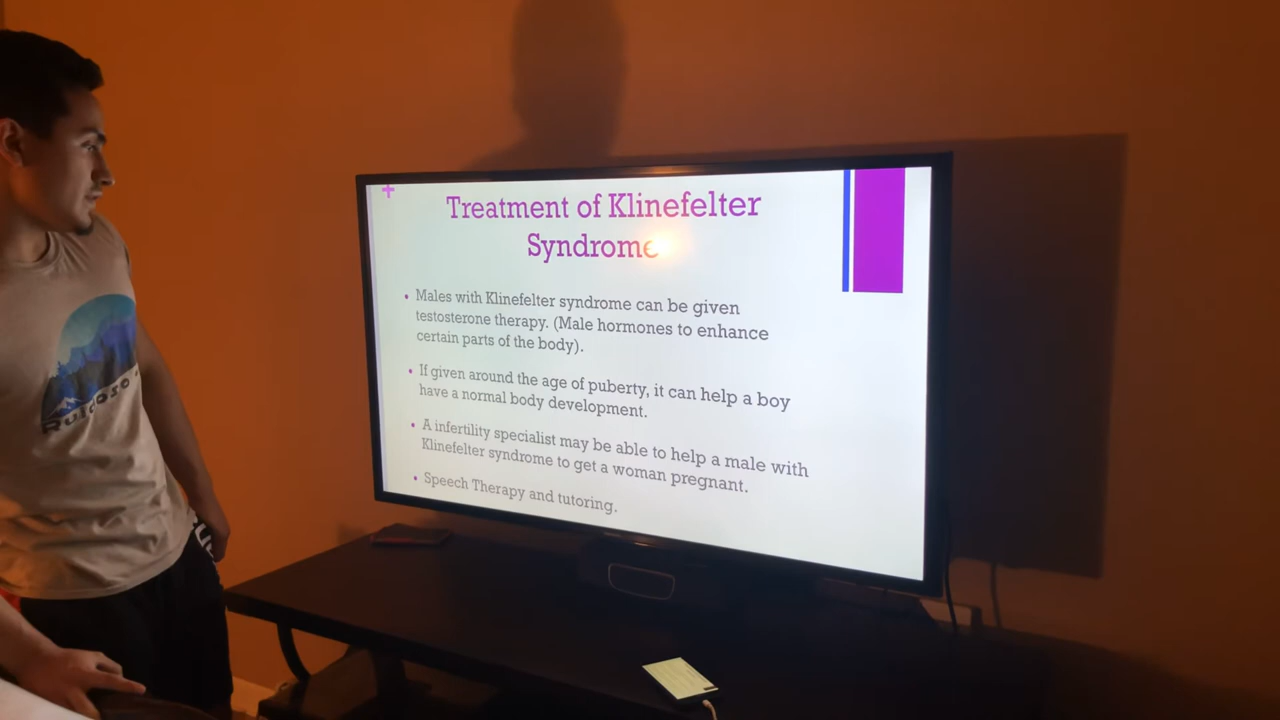 +
Treatment of Klinefelter
Syndrome
• Males with Klinefelter syndrome can be given
testosterone therapy. (Male hormones to enhance
certain parts of the body).
• If given around the age of puberty, it can help a boy
have a normal body development.
• A infertility specialist may be able to help a male with
Klinefelter syndrome to get a woman pregnant.
• Speech Therapy and tutoring.